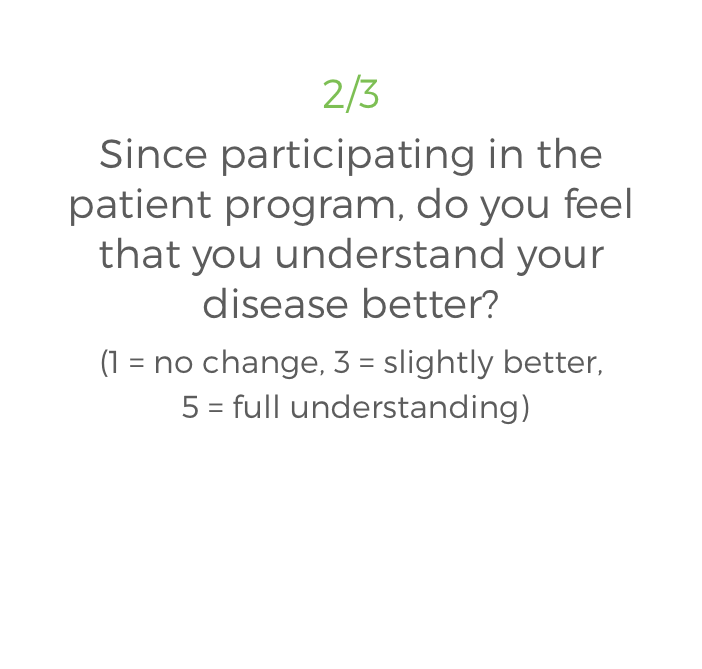 2/3
Since participating in the
patient program, do you feel
that you understand your
disease better?
(1 = no change, 3 = slightly better,
5 = full understanding)